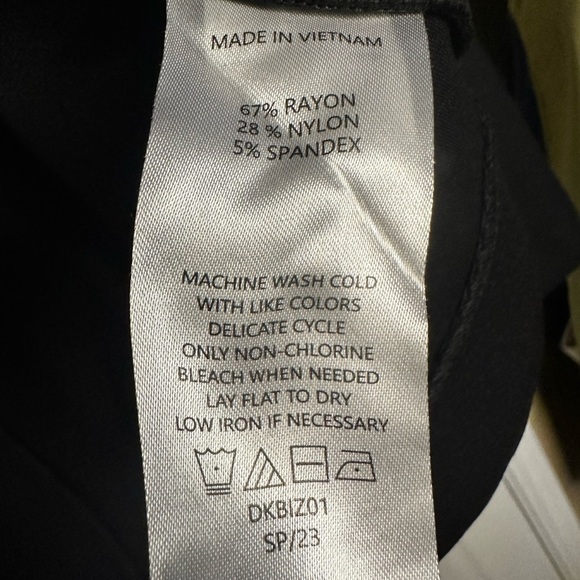 MADE IN VIETNAM
67% RAYON
28 % NYLON
5% SPANDEX
MACHINE WASH COLD
WITH LIKE COLORS
DELICATE CYCLE
ONLY NON-CHLORINE
BLEACH WHEN NEEDED
LAY FLAT TO DRY
LOW IRON IF NECESSARY
DKBIZ01
SP/23